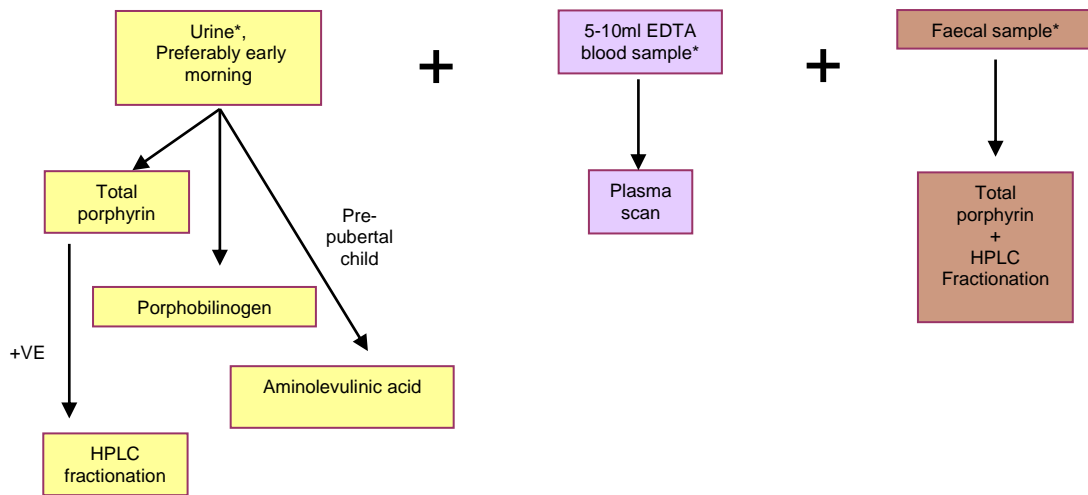 Urine*,
Preferably early
morning
+
5-10ml EDTA
blood sample*
+
Faecal sample*
Total
porphyrin
Pre-
pubertal
child
Plasma
scan
Total
porphyrin
+
HPLC
Fractionation
Porphobilinogen
+VE
Aminolevulinic acid
HPLC
fractionation